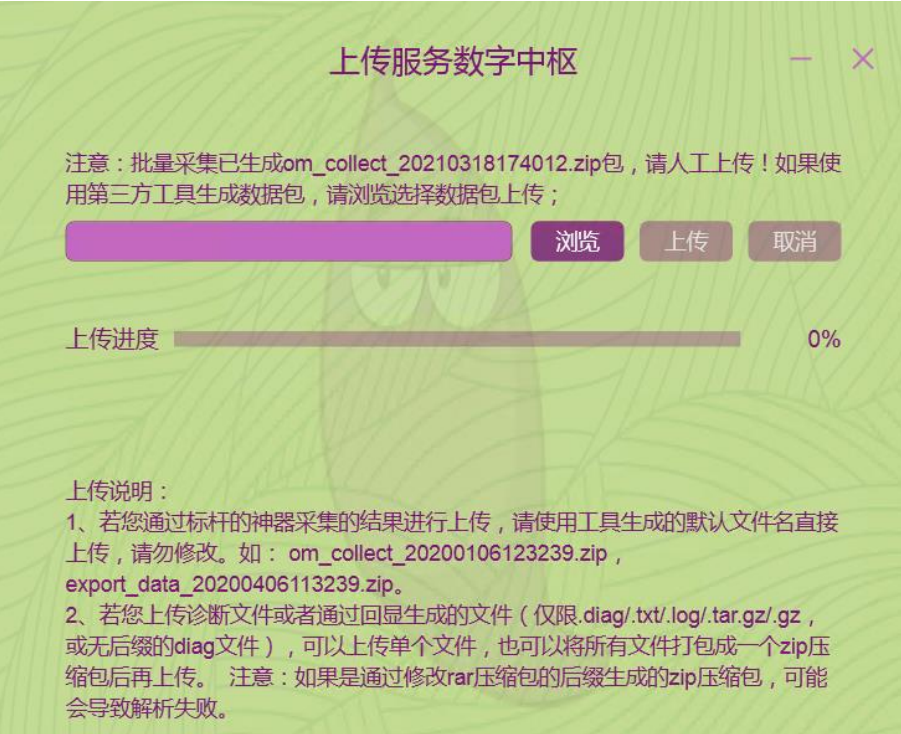 上传服务数字中枢
注意：批量采集已生成om_collect_20210318174012.zip包，请人工上传！如果使
用第三方工具生成数据包，请浏览选择数据包上传；
浏览 上传 取消
上传进度 0%
上传说明：
1、若您通过标杆的神器采集的结果进行上传，请使用工具生成的默认文件名直接
上传，请勿修改。如： om_collect_20200106123239.zip，
export_data_20200406113239.zip。
2、若您上传诊断文件或者通过回显生成的文件（仅限.diag/.txt/.log/.tar.gz/.gz，
或无后缀的diag文件），可以上传单个文件，也可以将所有文件打包成一个zip压
缩包后再上传。 注意：如果是通过修改rar压缩包的后缀生成的zip压缩包，可能
会导致解析失败。